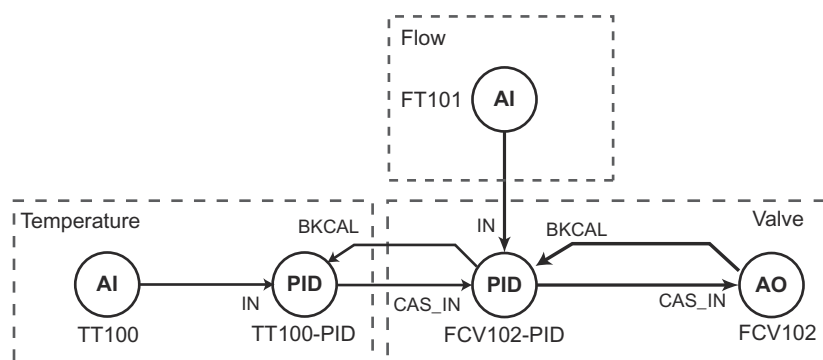 Flow
FT101
AI
Temperature
BKCAL
IN
BKCAL
Valve
AI
PID
PID
AO
IN
CAS_IN
CAS_IN
TT100
TT100-PID
FCV102-PID
FCV102